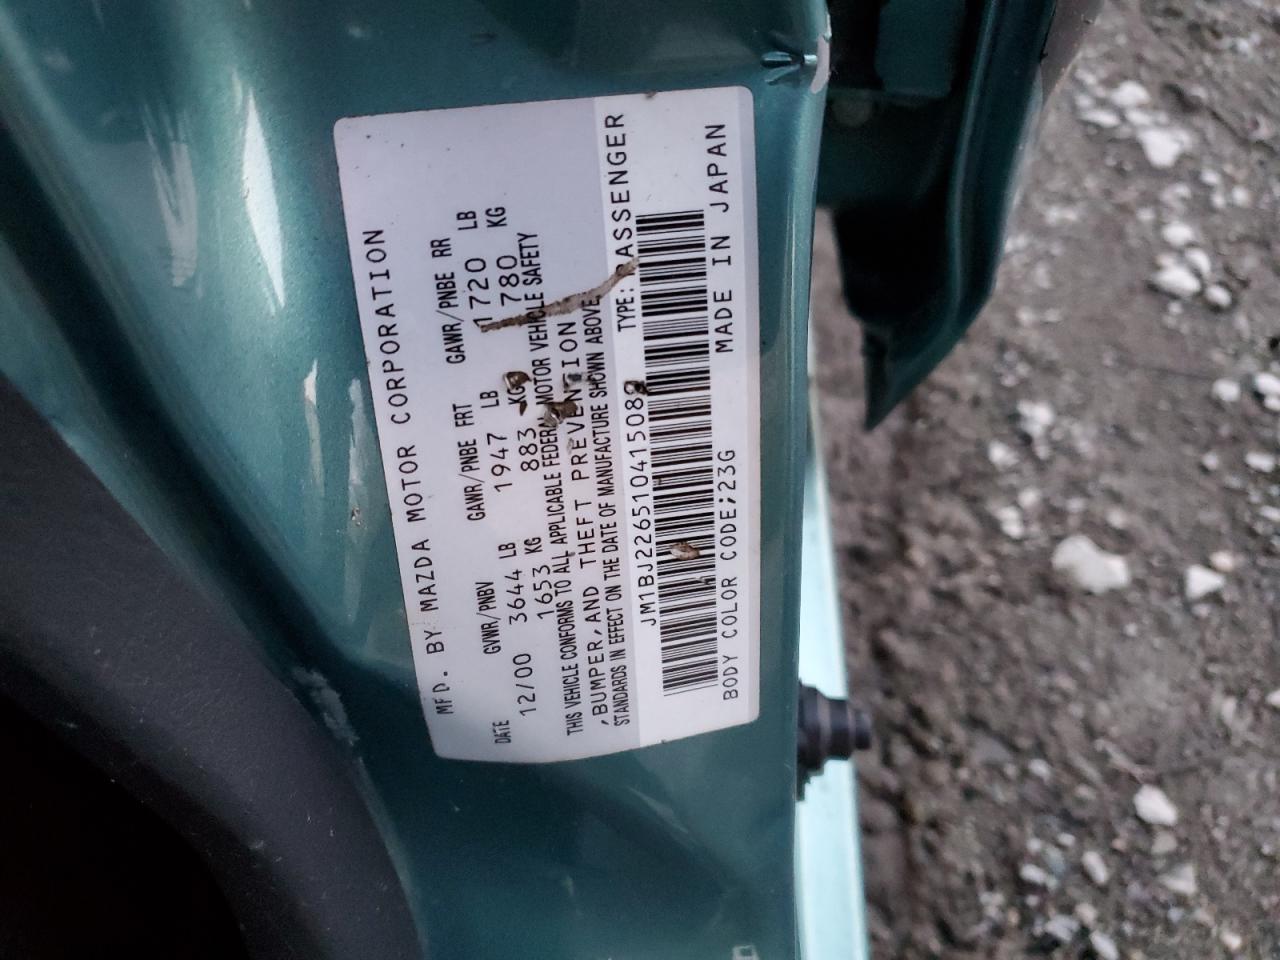 MFD. BY MAZDA MOTOR CORPORATION
DATE GVWR/PNBV GAWR/PNBE FRT GAWR/PNBE RR
12/00 3644 LB 1947 LB 1720 LB
1653 KG 883 KG 780 KG
THIS VEHICLE CONFORMS TO ALL APPLICABLE FEDERAL MOTOR VEHICLE SAFETY
,BUMPER,AND THEFT PREVENTION
STANDARDS IN EFFECT ON THE DATE OF MANUFACTURE SHOWN ABOVE.
JM1BJ226510415089 TYPE: PASSENGER
BODY COLOR CODE;23G MADE IN JAPAN